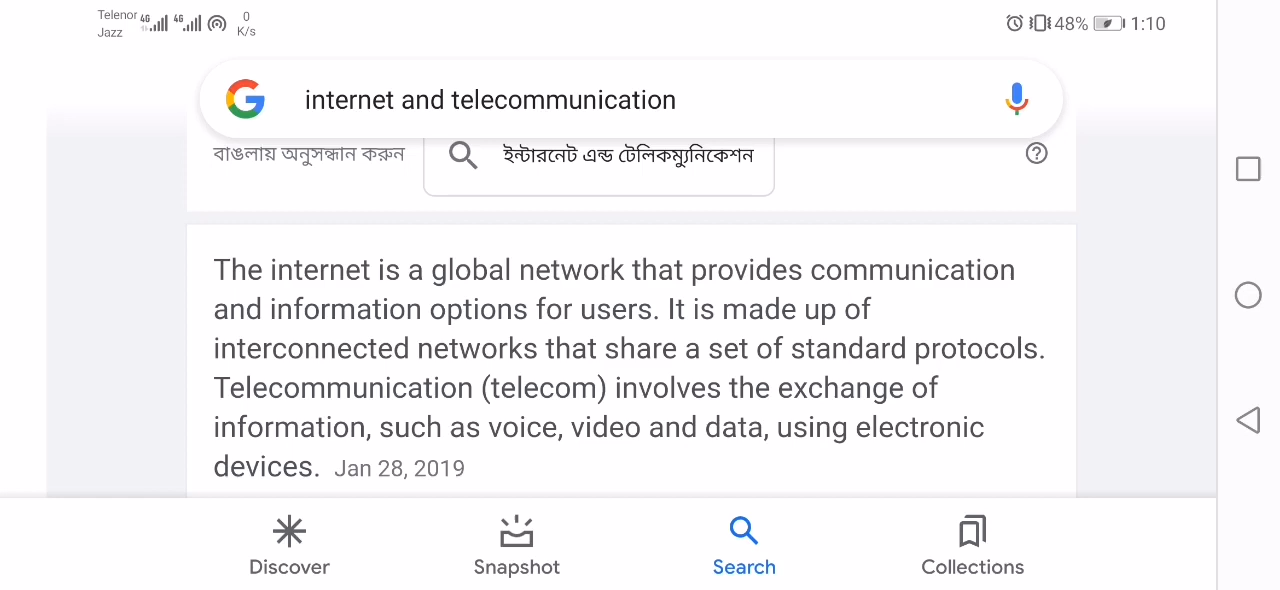 Telenor 4G 4G 0
Jazz K/s
48% 1:10
internet and telecommunication
বাঙলায় অনুসন্ধান করুন ইন্টারনেট এন্ড টেলিকম্যুনিকেশন
The internet is a global network that provides communication
and information options for users. It is made up of
interconnected networks that share a set of standard protocols.
Telecommunication (telecom) involves the exchange of
information, such as voice, video and data, using electronic
devices. Jan 28, 2019
Discover Snapshot Search Collections